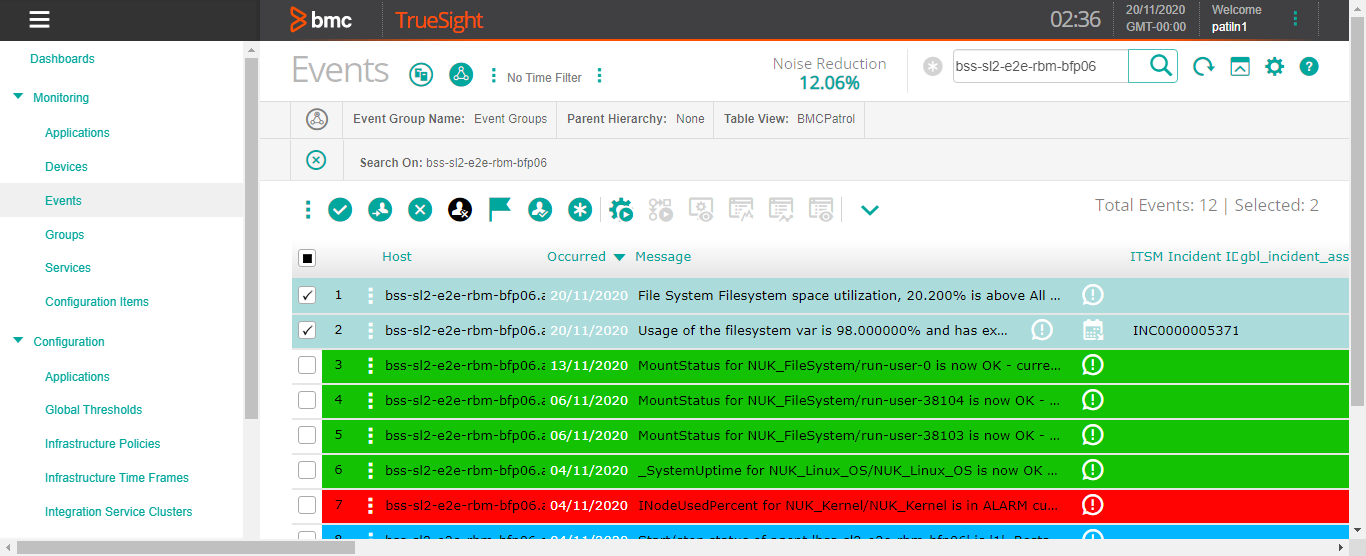 bmc TrueSight 02:36 20/11/2020 GMT-00:00 Welcome patiln1
Dashboards
Monitoring
Applications
Devices
Events
Groups
Services
Configuration Items
Configuration
Applications
Global Thresholds
Infrastructure Policies
Infrastructure Time Frames
Integration Service Clusters
Events No Time Filter Noise Reduction 12.06% bss-sl2-e2e-rbm-bfp06
Event Group Name: Event Groups Parent Hierarchy: None Table View: BMCPatrol
Search On: bss-sl2-e2e-rbm-bfp06
Total Events: 12 | Selected: 2
Host Occurred Message ITSM Incident ID gbl_incident_ass
1 bss-sl2-e2e-rbm-bfp06.a 20/11/2020 File System Filesystem space utilization, 20.200% is above All ...
2 bss-sl2-e2e-rbm-bfp06.a 20/11/2020 Usage of the filesystem var is 98.000000% and has ex... INC0000005371
3 bss-sl2-e2e-rbm-bfp06.a 13/11/2020 MountStatus for NUK_FileSystem/run-user-0 is now OK - curre...
4 bss-sl2-e2e-rbm-bfp06.a 06/11/2020 MountStatus for NUK_FileSystem/run-user-38104 is now OK - ...
5 bss-sl2-e2e-rbm-bfp06.a 06/11/2020 MountStatus for NUK_FileSystem/run-user-38103 is now OK - ...
6 bss-sl2-e2e-rbm-bfp06.a 04/11/2020 _SystemUptime for NUK_Linux_OS/NUK_Linux_OS is now OK ...
7 bss-sl2-e2e-rbm-bfp06.a 04/11/2020 INodeUsedPercent for NUK_Kernel/NUK_Kernel is in ALARM cu...